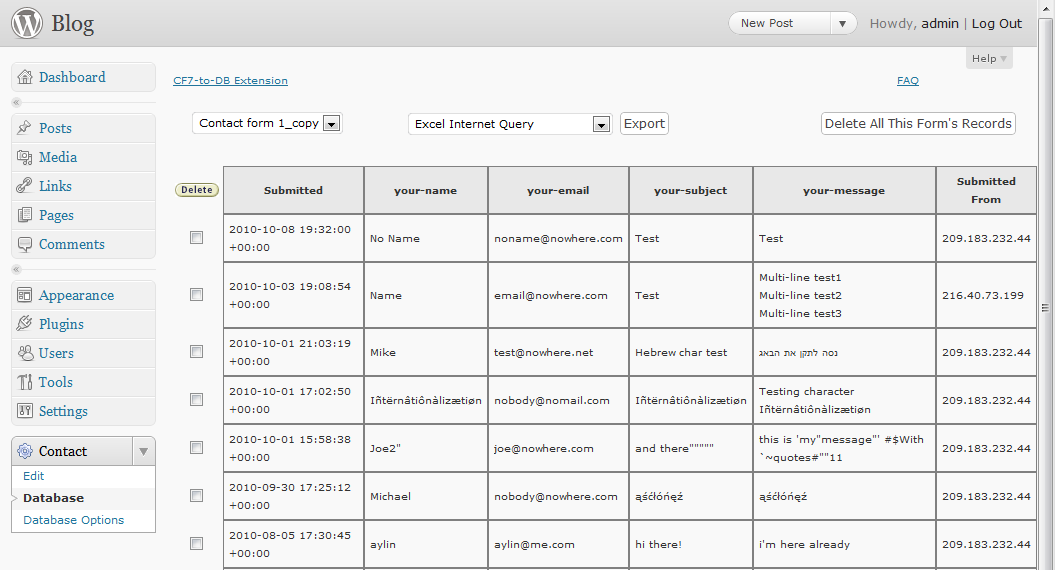 Blog
New Post
Howdy, admin | Log Out
Help
Dashboard
Posts
Media
Links
Pages
Comments
Appearance
Plugins
Users
Tools
Settings
Contact
Edit
Database
Database Options
CF7-to-DB Extension
FAQ
Contact form 1_copy
Excel Internet Query
Export
Delete All This Form's Records
Delete
Submitted
your-name
your-email
your-subject
your-message
Submitted
From
2010-10-08 19:32:00
+00:00
No Name
noname@nowhere.com
Test
Test
209.183.232.44
2010-10-03 19:08:54
+00:00
Name
email@nowhere.com
Test
Multi-line test1
Multi-line test2
Multi-line test3
216.40.73.199
2010-10-01 21:03:19
+00:00
Mike
test@nowhere.net
Hebrew char test
נסה לתקן את הבאג
209.183.232.44
2010-10-01 17:02:50
+00:00
Iñtërnâtiônàlizætiøn
nobody@nomail.com
Iñtërnâtiônàlizætiøn
Testing character
Iñtërnâtiônàlizætiøn
209.183.232.44
2010-10-01 15:58:38
+00:00
Joe2"
joe@nowhere.com
and there"""""
this is 'my"message"' #$With
`~quotes#""11
209.183.232.44
2010-09-30 17:25:12
+00:00
Michael
nobody@nowhere.com
ąśćłóńęź
ąśćłóńęź
209.183.232.44
2010-08-05 17:30:45
+00:00
aylin
aylin@me.com
hi there!
i'm here already
209.183.232.44